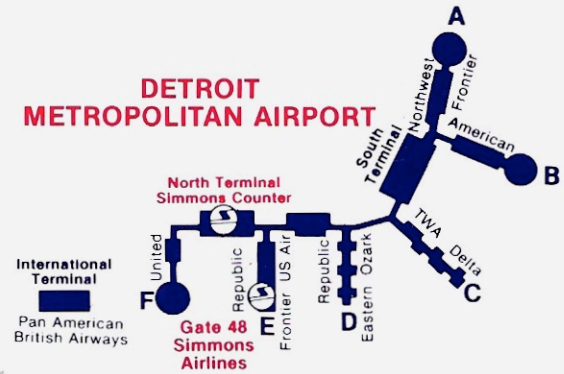 DETROIT
METROPOLITAN AIRPORT
A
Northwest
Frontier
American
B
South
Terminal
TWA
Delta
C
North Terminal
Simmons Counter
United
F
Republic
E
Frontier US Air
Republic
D
Eastern Ozark
International
Terminal
Pan American
British Airways
Gate 48
Simmons
Airlines